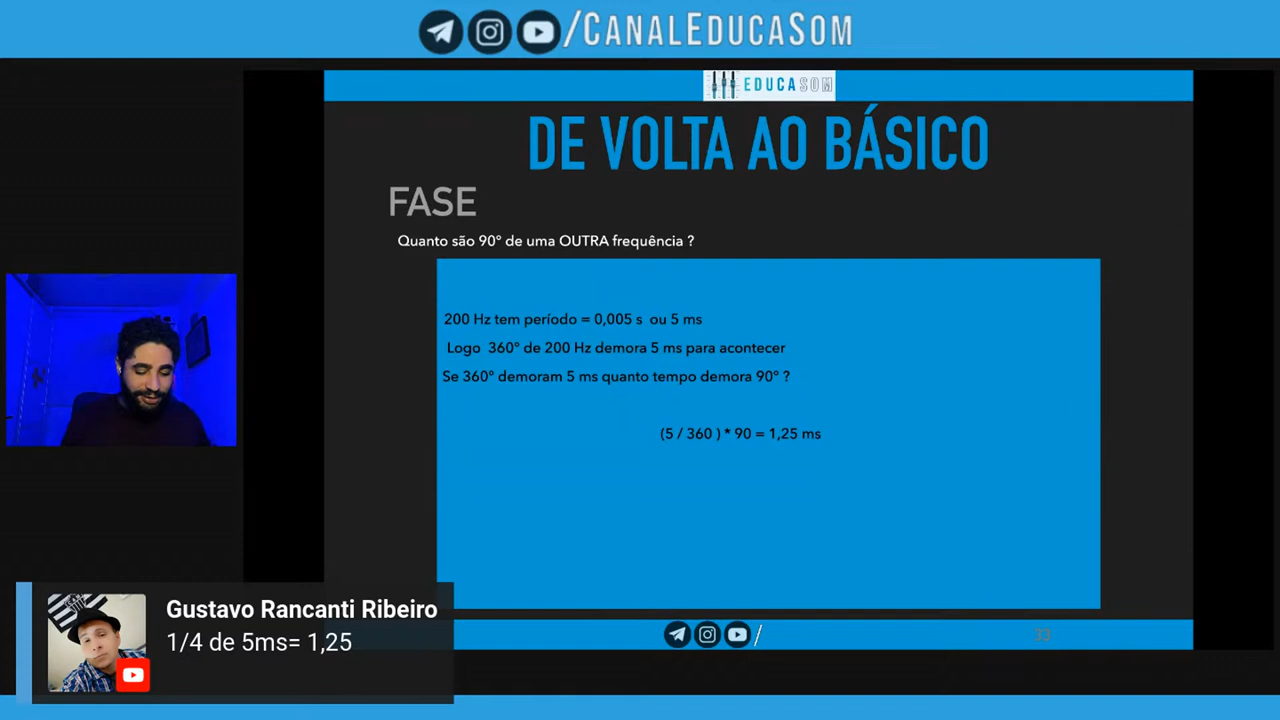 /CANALEDUCASOM
EDUCASOM
DE VOLTA AO BÁSICO
FASE
Quanto são 90° de uma OUTRA frequência ?
200 Hz tem período = 0,005 s ou 5 ms
Logo 360° de 200 Hz demora 5 ms para acontecer
Se 360° demoram 5 ms quanto tempo demora 90° ?
(5 / 360 ) * 90 = 1,25 ms
Gustavo Rancanti Ribeiro
1/4 de 5ms= 1,25
/
33